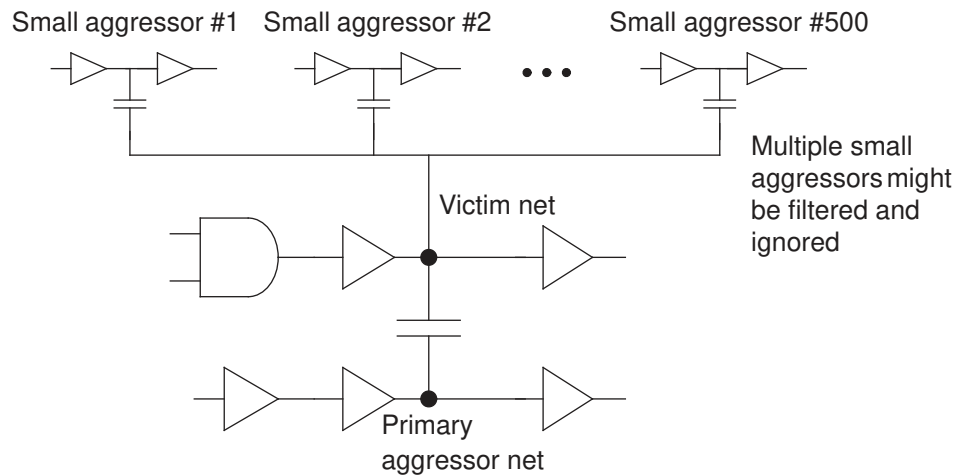 Small aggressor #1
Small aggressor #2
Small aggressor #500
Multiple small
aggressors might
be filtered and
ignored
Victim net
Primary
aggressor net